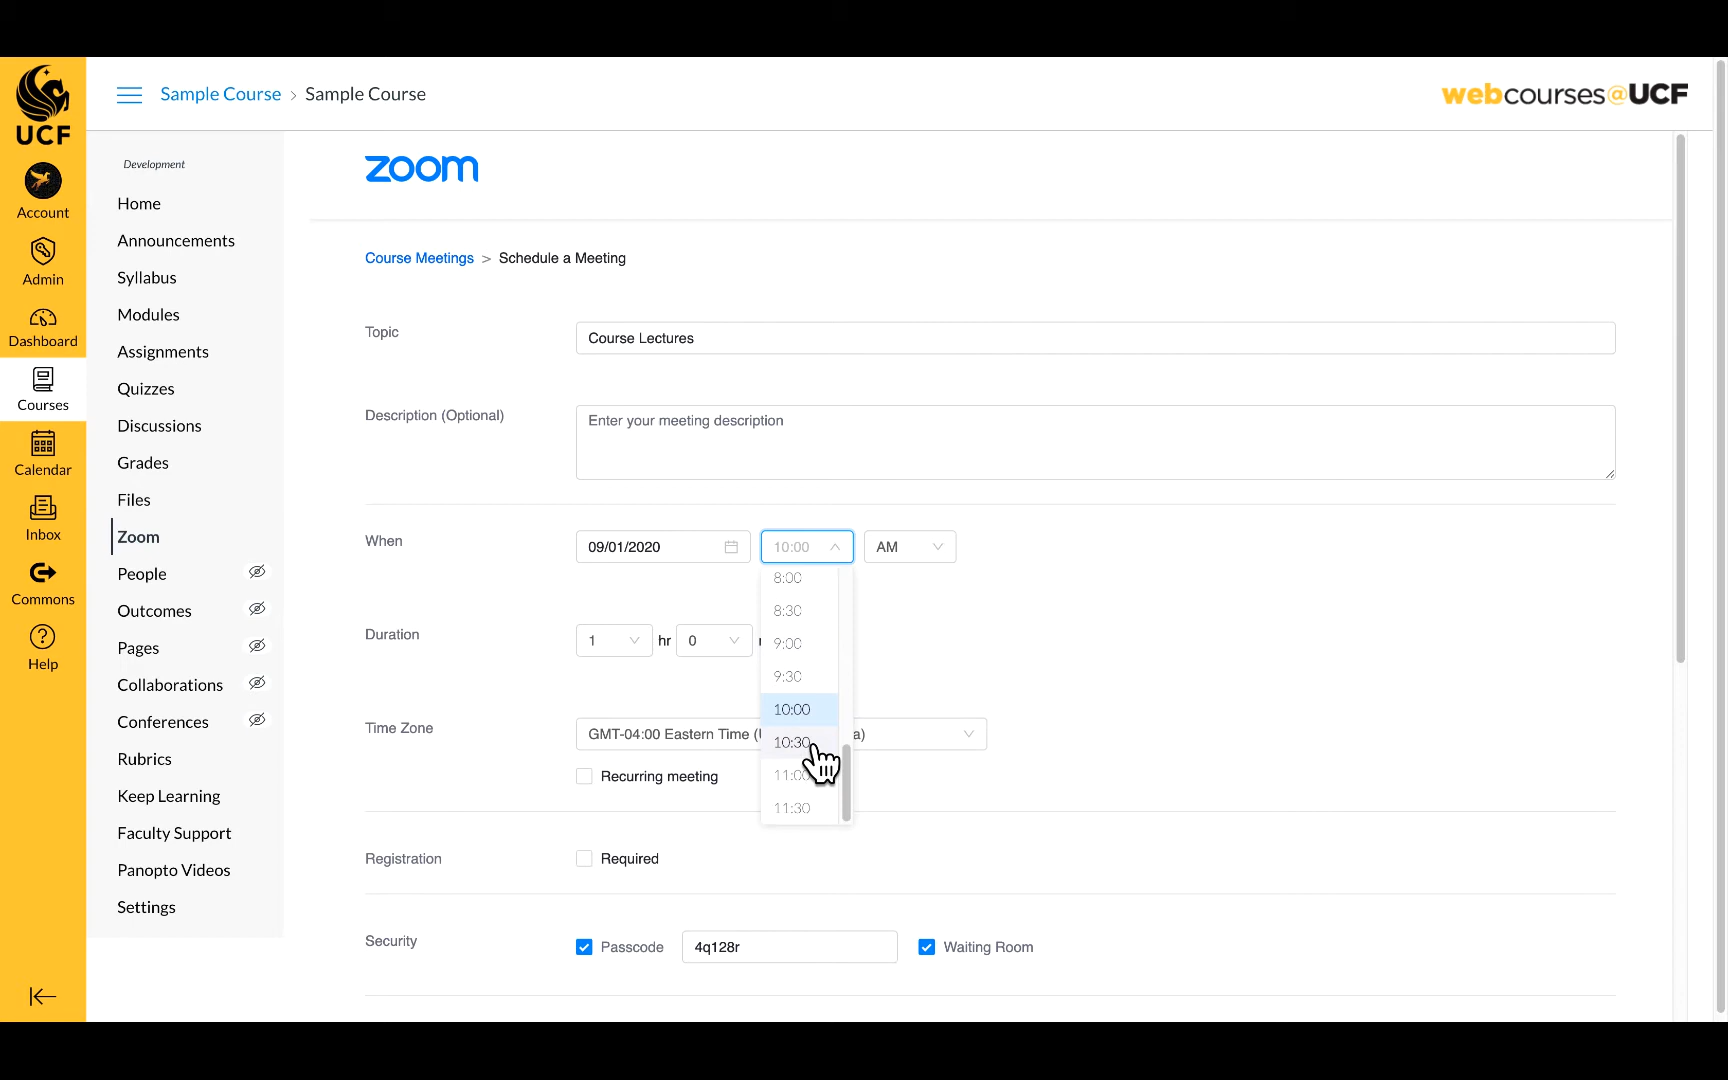 UCF
Account
Admin
Dashboard
Courses
Calendar
Inbox
Commons
Help
Sample Course > Sample Course
webcourses@UCF
Development
Home
Announcements
Syllabus
Modules
Assignments
Quizzes
Discussions
Grades
Files
Zoom
People
Outcomes
Pages
Collaborations
Conferences
Rubrics
Keep Learning
Faculty Support
Panopto Videos
Settings
zoom
Course Meetings > Schedule a Meeting
Topic
Course Lectures
Description (Optional)
Enter your meeting description
When
09/01/2020 10:00 AM
8:00
8:30
9:00
9:30
10:00
10:30
11:00
11:30
Duration
1 hr 0
Time Zone
GMT-04:00 Eastern Time
Recurring meeting
Registration
Required
Security
Passcode 4q128r Waiting Room